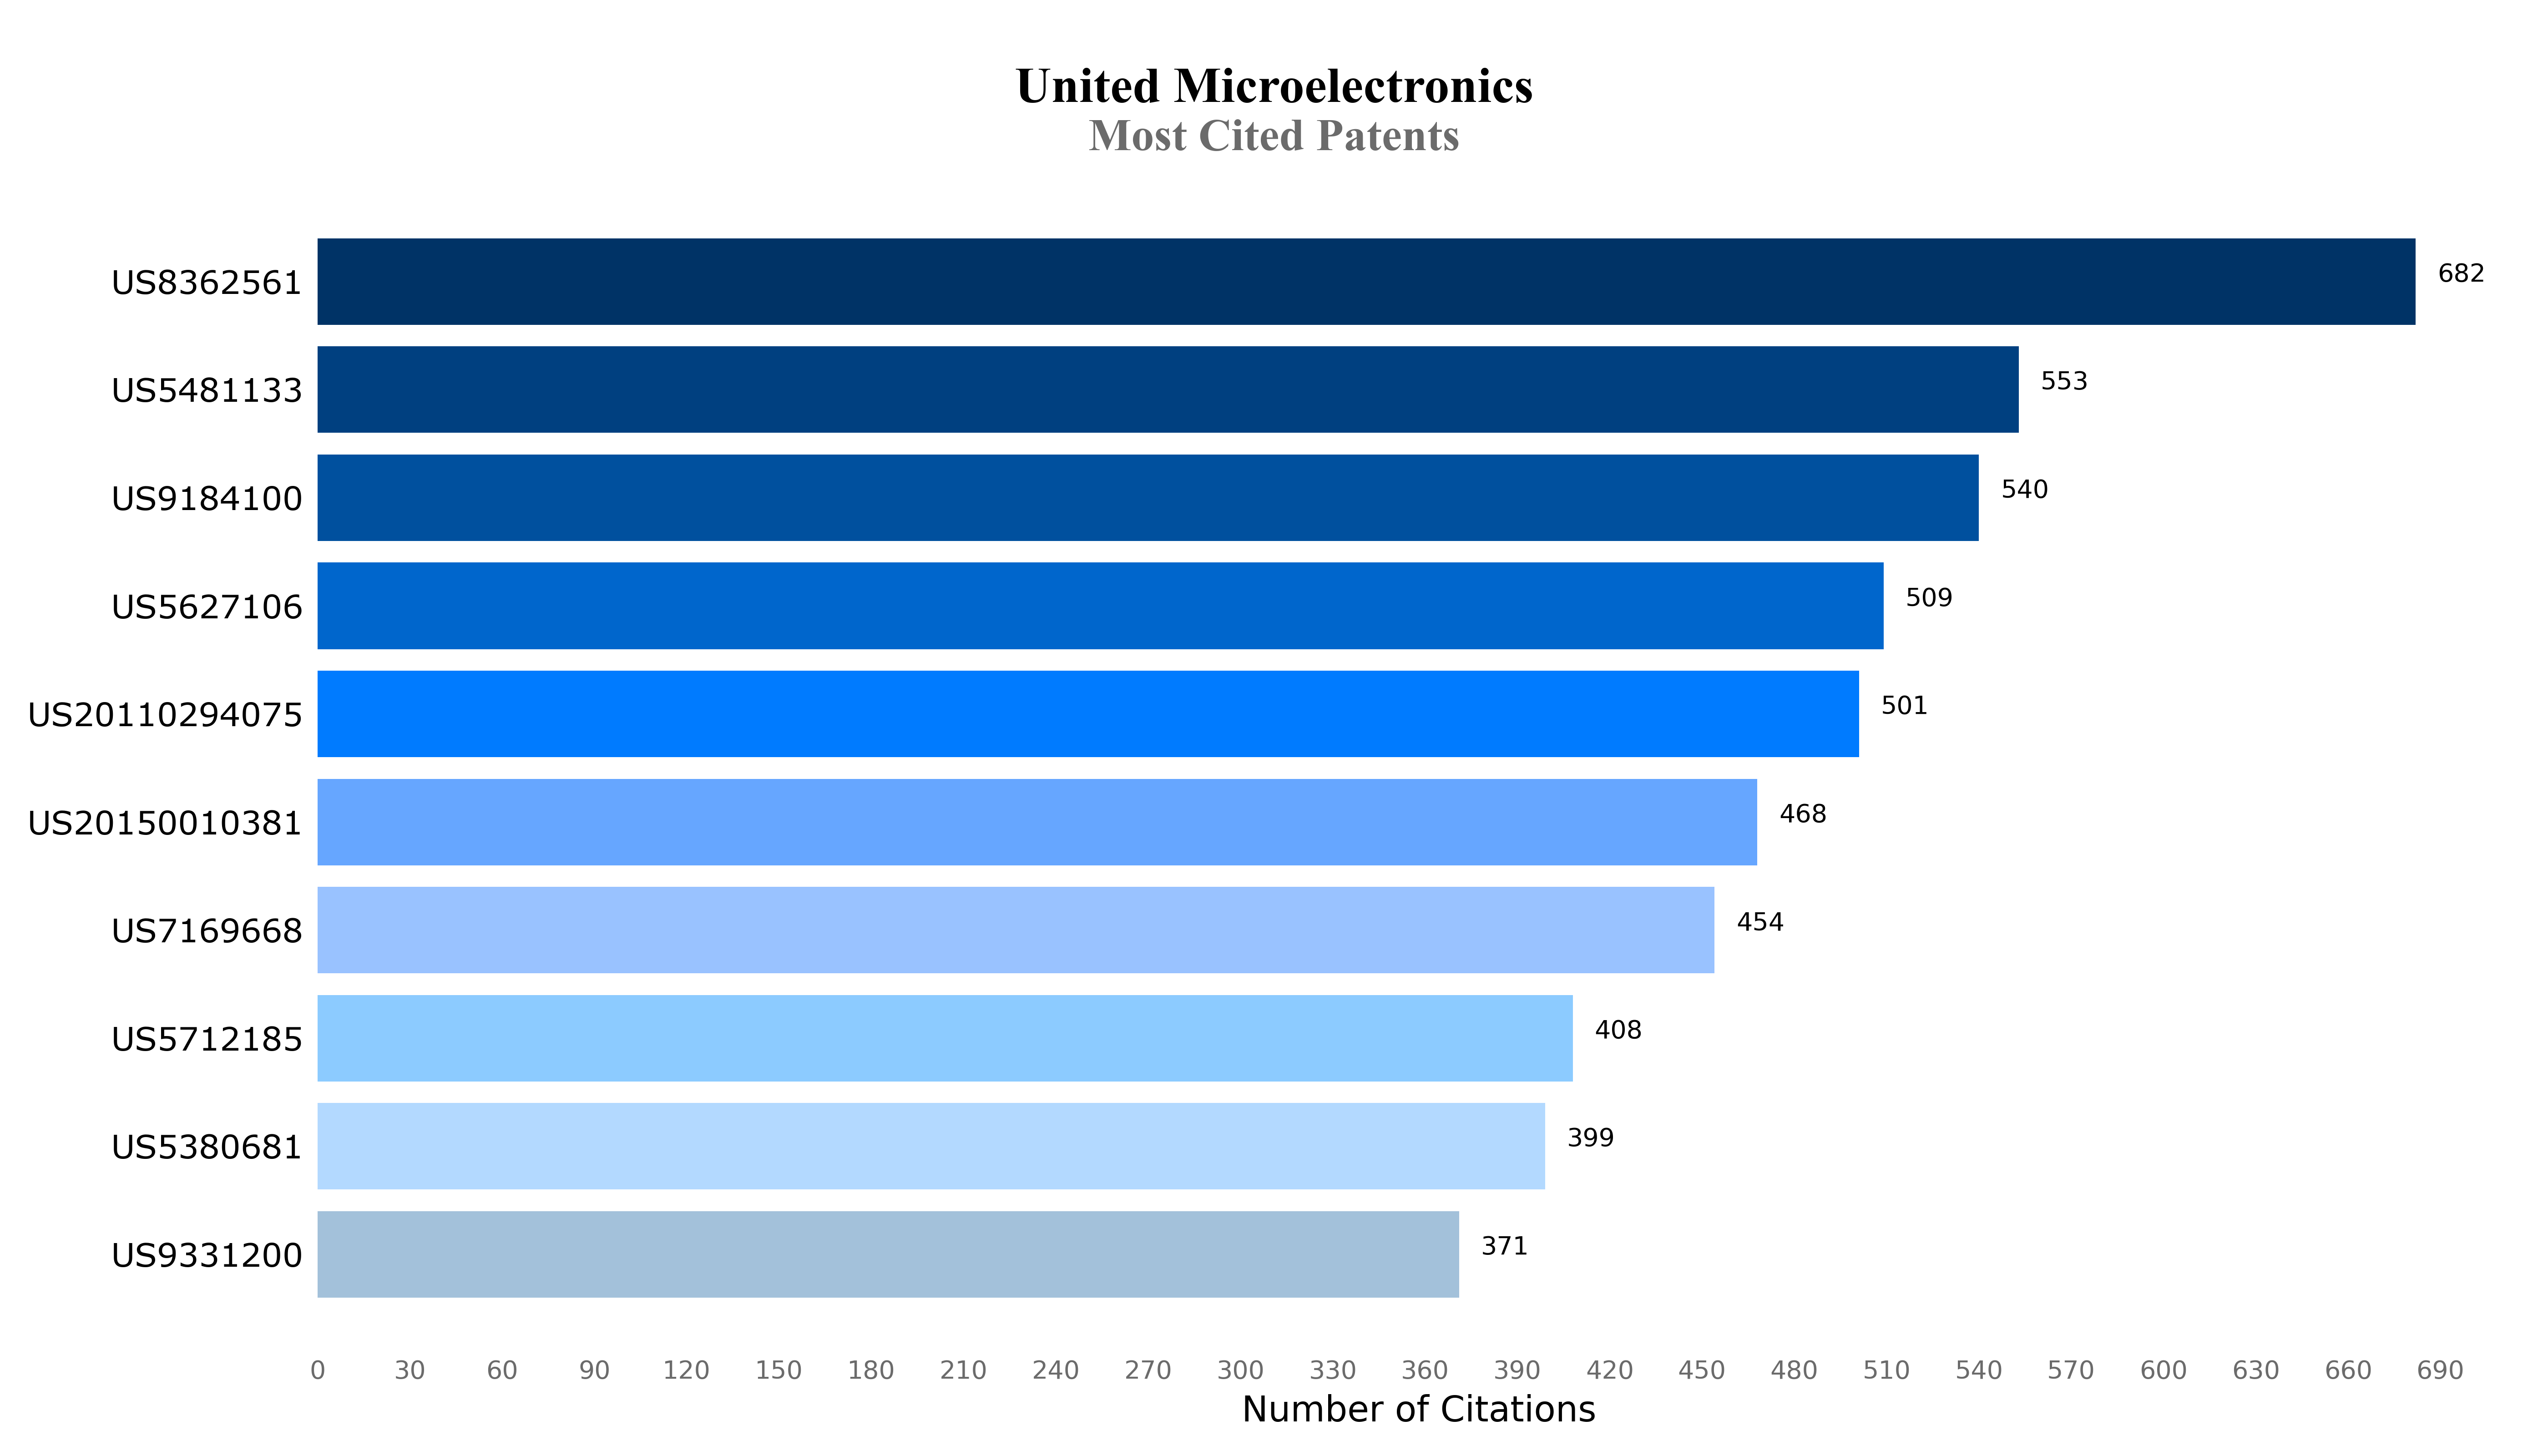 United Microelectronics
Most Cited Patents
US8362561 682
US5481133 553
US9184100 540
US5627106 509
US20110294075 501
US20150010381 468
US7169668 454
US5712185 408
US5380681 399
US9331200 371
0 30 60 90 120 150 180 210 240 270 300 330 360 390 420 450 480 510 540 570 600 630 660 690
Number of Citations